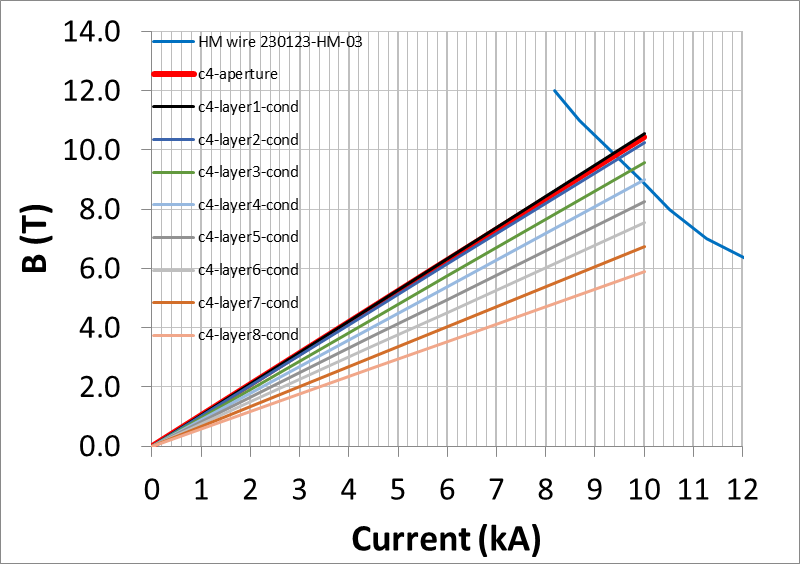 14.0
12.0
10.0
8.0
6.0
4.0
2.0
0.0
B (T)
HM wire 230123-HM-03
c4-aperture
c4-layer1-cond
c4-layer2-cond
c4-layer3-cond
c4-layer4-cond
c4-layer5-cond
c4-layer6-cond
c4-layer7-cond
c4-layer8-cond
0 1 2 3 4 5 6 7 8 9 10 11 12
Current (kA)